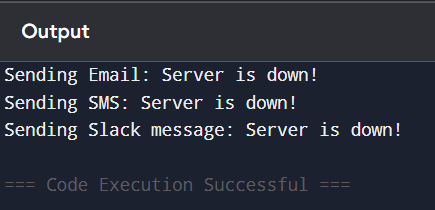 Output
Sending Email: Server is down!
Sending SMS: Server is down!
Sending Slack message: Server is down!
=== Code Execution Successful ===